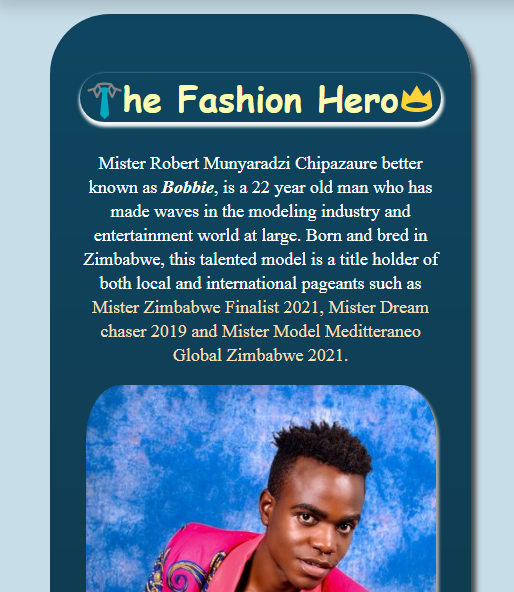 The Fashion Hero
Mister Robert Munyaradzi Chipazaure better
known as Bobbie, is a 22 year old man who has
made waves in the modeling industry and
entertainment world at large. Born and bred in
Zimbabwe, this talented model is a title holder of
both local and international pageants such as
Mister Zimbabwe Finalist 2021, Mister Dream
chaser 2019 and Mister Model Meditteraneo
Global Zimbabwe 2021.